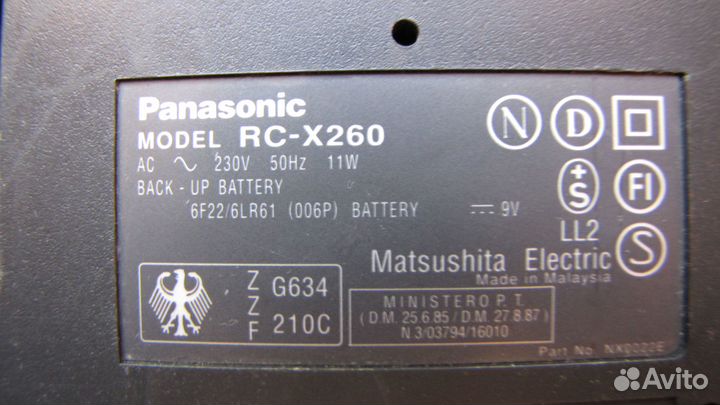 Panasonic
MODEL RC-X260
AC ∿ 230V 50Hz 11W
BACK - UP BATTERY
6F22/6LR61 (006P) BATTERY ⎓ 9V
N D
+S FI
LL2 S
Matsushita Electric
Made in Malaysia
Z Z F G634 210C
MINISTERO P.T.
(D.M. 25.6.85 / D.M. 27.8.87)
N 3/03794/16010
Part No. NX0022E
Avito